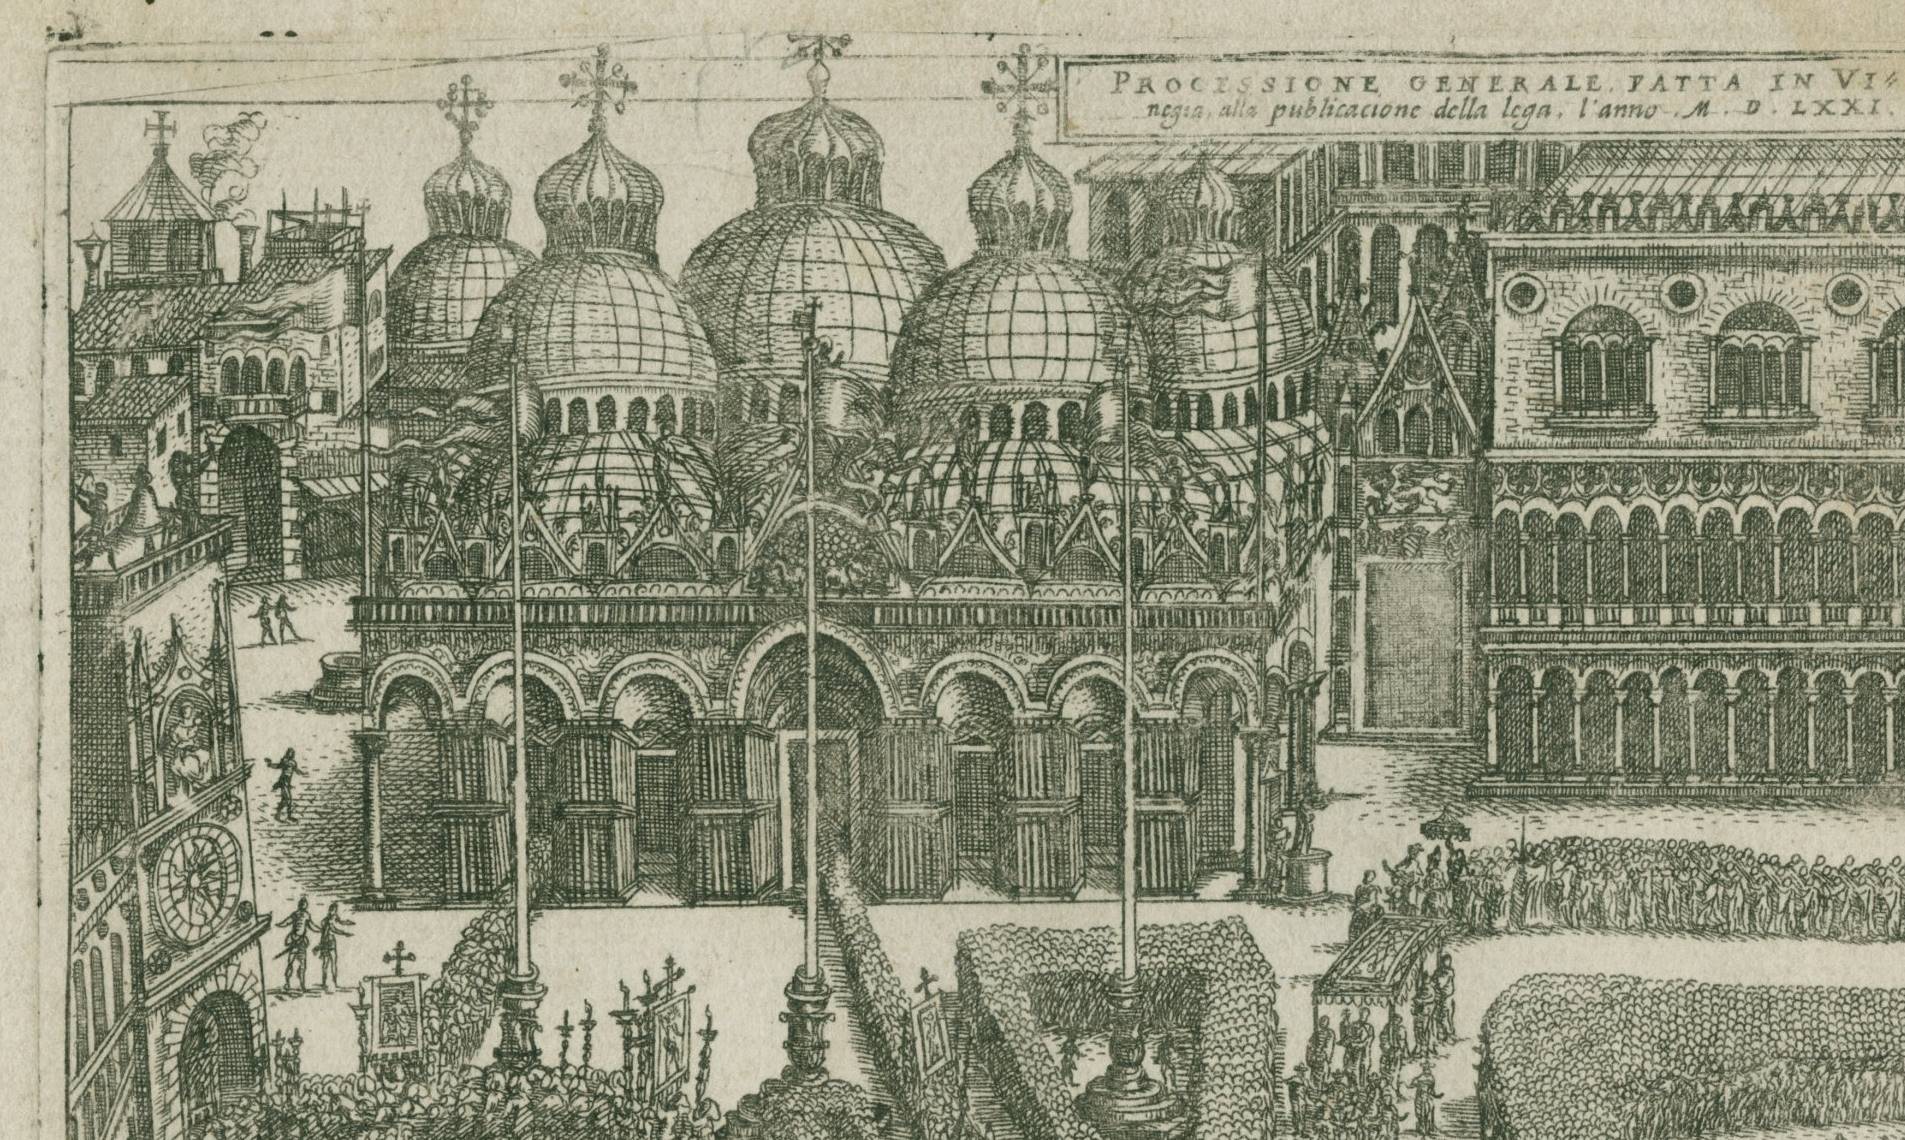 PROCESSIONE GENERALE. FATTA IN VI
negia, alla publicacione della lega, l'anno. M. D. LXXI.